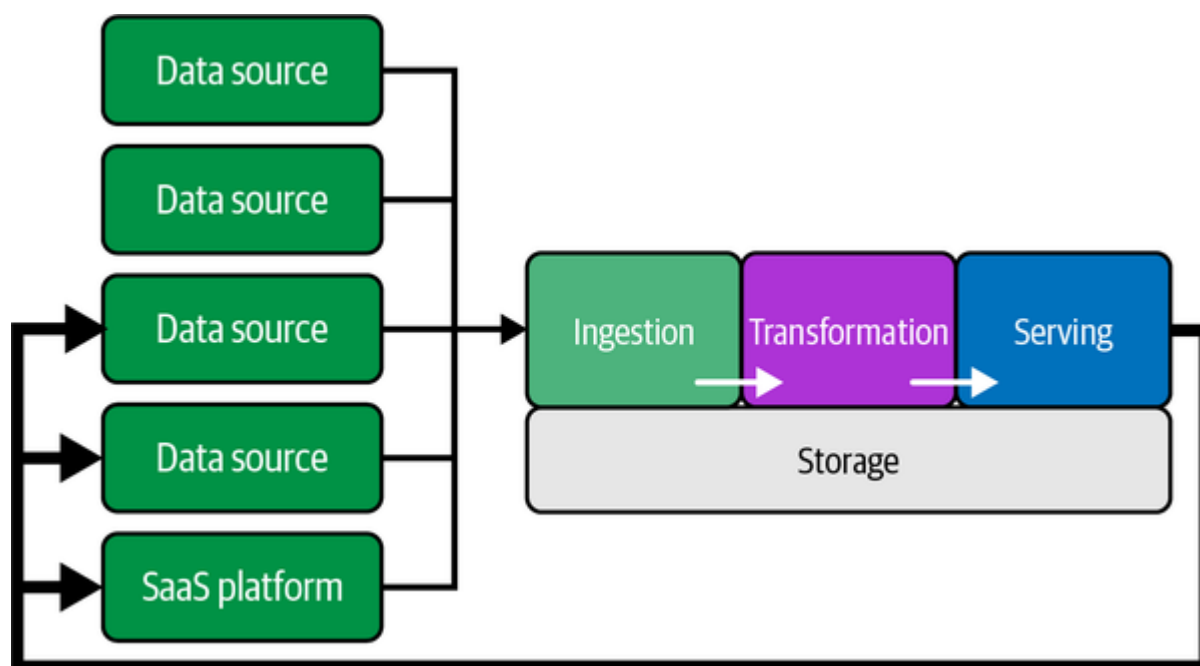 Data source
Data source
Data source
Data source
SaaS platform
Ingestion
Transformation
Serving
Storage